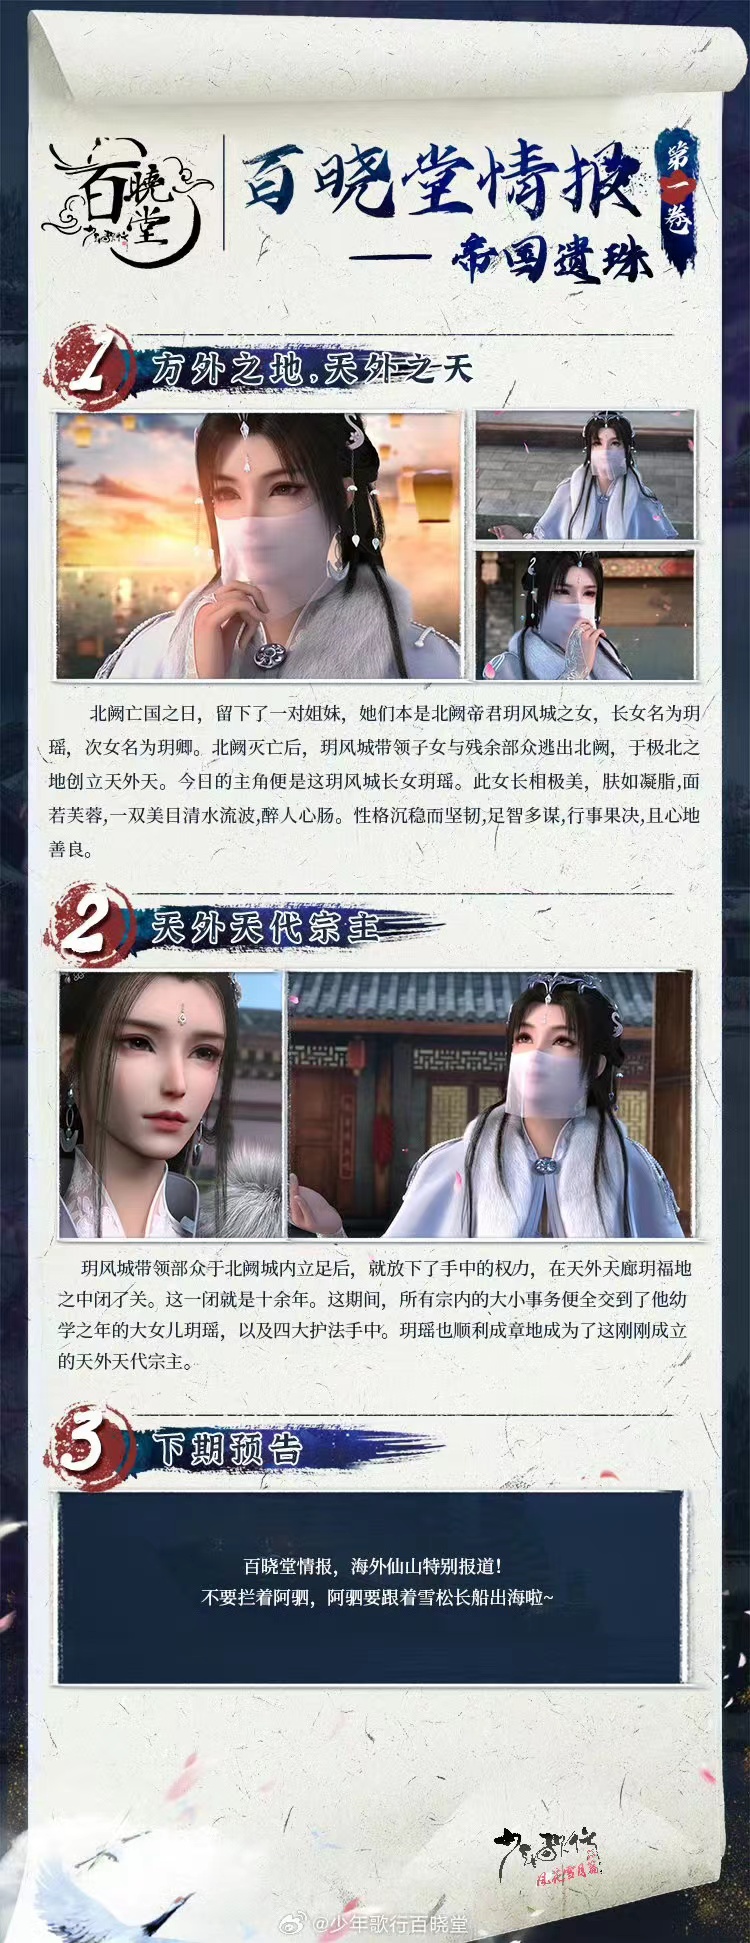 百晓堂
少年歌行
百晓堂情报
第一卷
——帝国遗珠
1 方外之地,天外之天
北阙亡国之日，留下了一对姐妹，她们本是北阙帝君玥风城之女，长女名为玥
瑶，次女名为玥卿。北阙灭亡后，玥风城带领子女与残余部众逃出北阙，于极北之
地创立天外天。今日的主角便是这玥风城长女玥瑶。此女长相极美，肤如凝脂,面
若芙蓉,一双美目清水流波,醉人心肠。性格沉稳而坚韧,足智多谋,行事果决,且心地
善良。
2 天外天代宗主
玥风城带领部众于北阙城内立足后，就放下了手中的权力，在天外天廊玥福地
之中闭了关。这一闭就是十余年。这期间，所有宗内的大小事务便全交到了他幼
学之年的大女儿玥瑶，以及四大护法手中。玥瑶也顺利成章地成为了这刚刚成立
的天外天代宗主。
3 下期预告
百晓堂情报，海外仙山特别报道！
不要拦着阿驷，阿驷要跟着雪松长船出海啦~
少年歌行
风花雪月篇
@少年歌行百晓堂